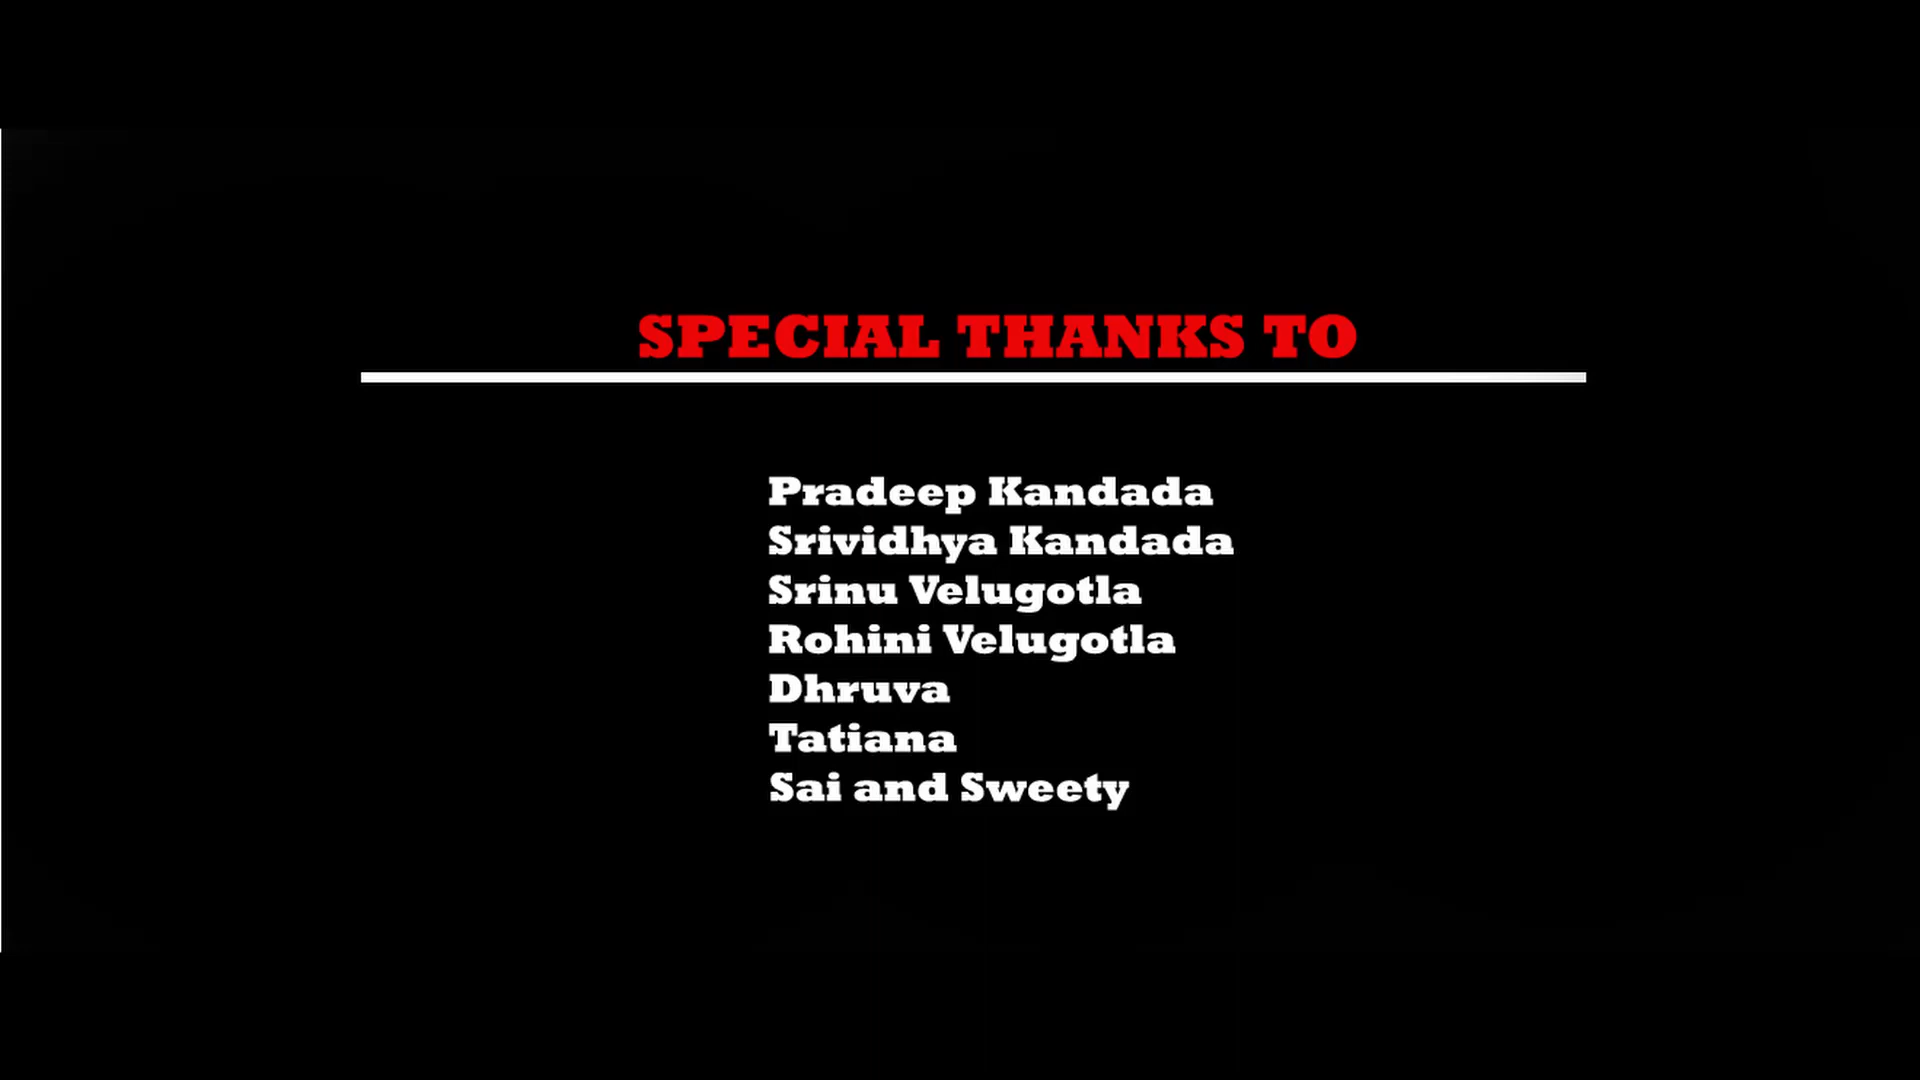 SPECIAL THANKS TO
Pradeep Kandada
Srividhya Kandada
Srinu Velugotla
Rohini Velugotla
Dhruva
Tatiana
Sai and Sweety